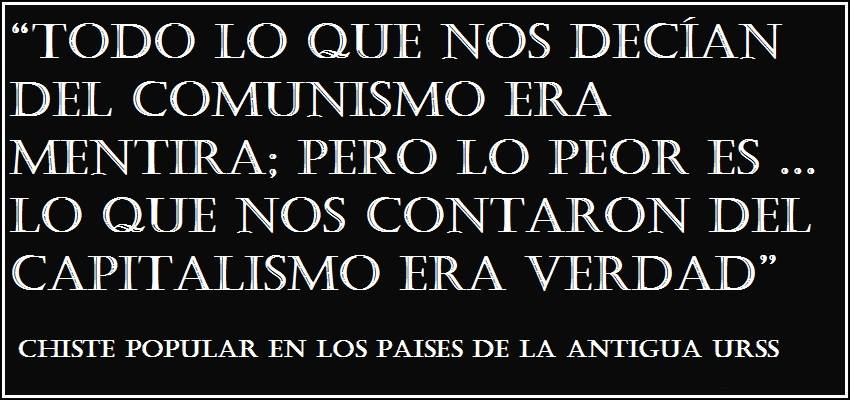 “TODO LO QUE NOS DECÍAN
DEL COMUNISMO ERA
MENTIRA; PERO LO PEOR ES ...
LO QUE NOS CONTARON DEL
CAPITALISMO ERA VERDAD”
CHISTE POPULAR EN LOS PAISES DE LA ANTIGUA URSS